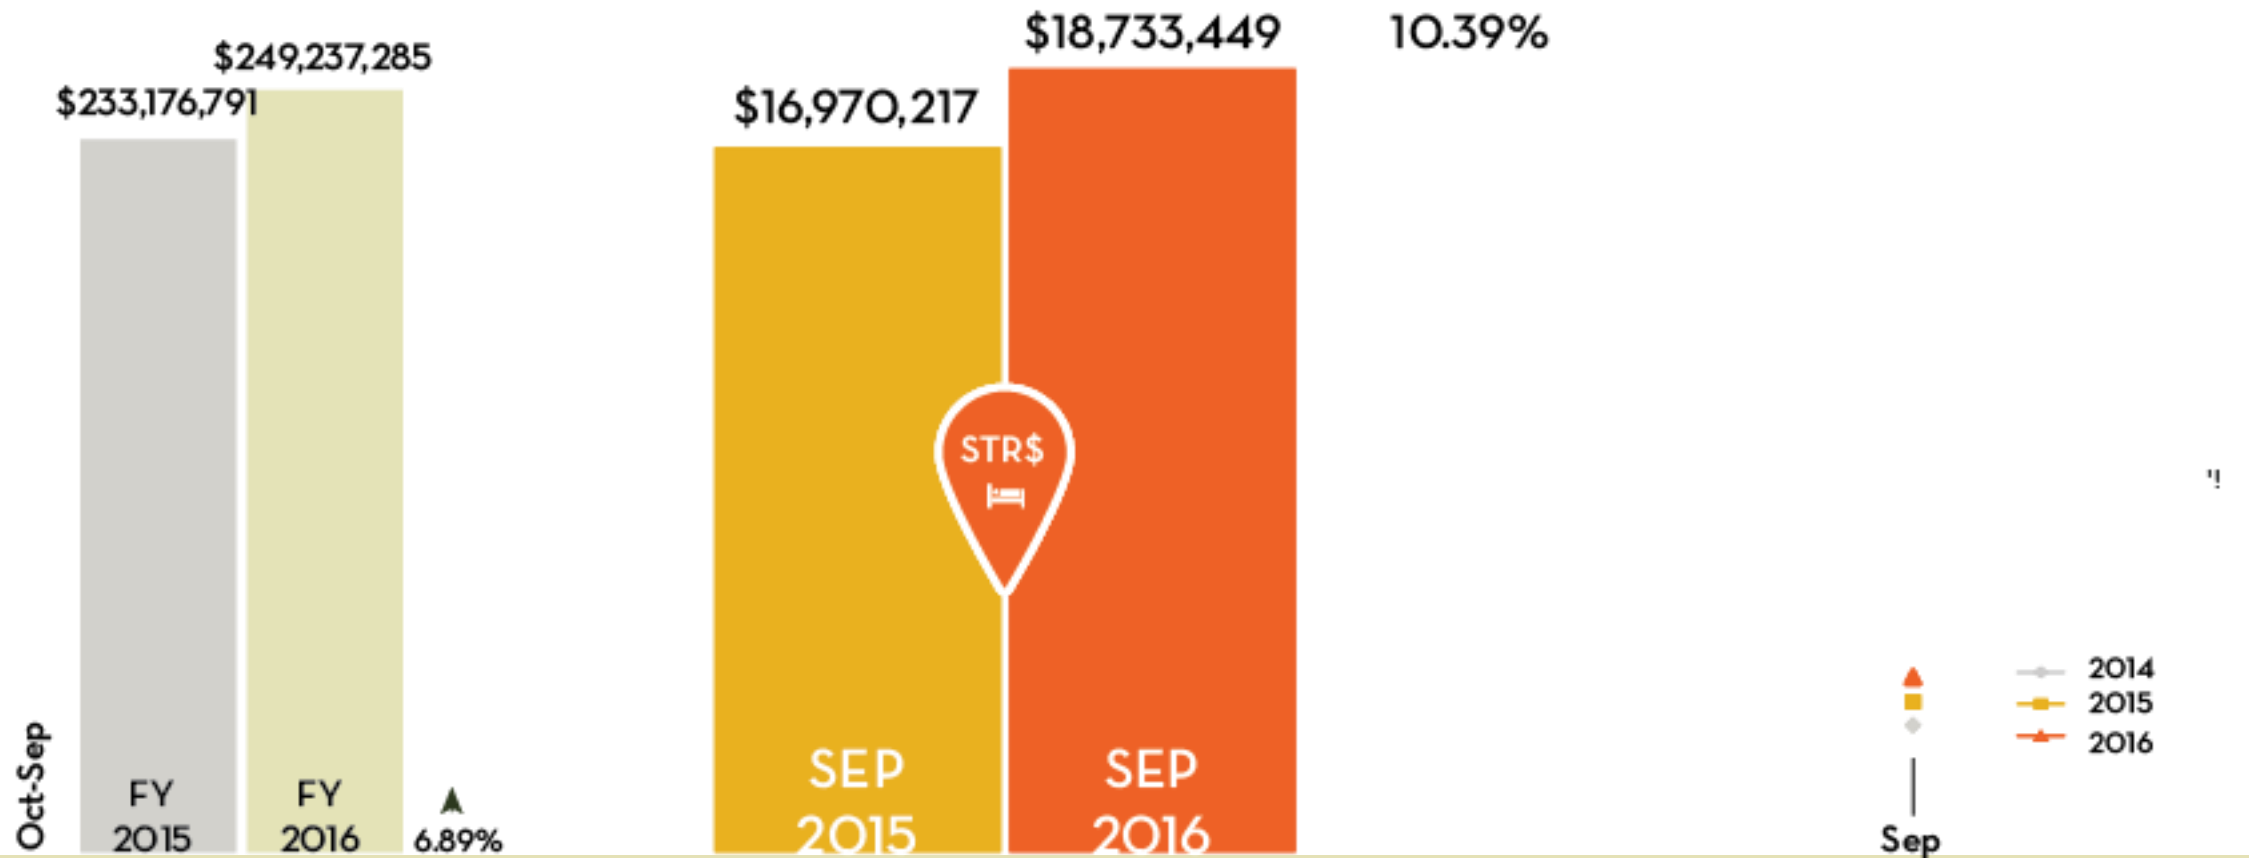 $249,237,285
$233,176,791
Oct-Sep
FY
2015
FY
2016
6.89%
$16,970,217
$18,733,449
10.39%
STR$
SEP
2015
SEP
2016
'!
2014
2015
2016
Sep